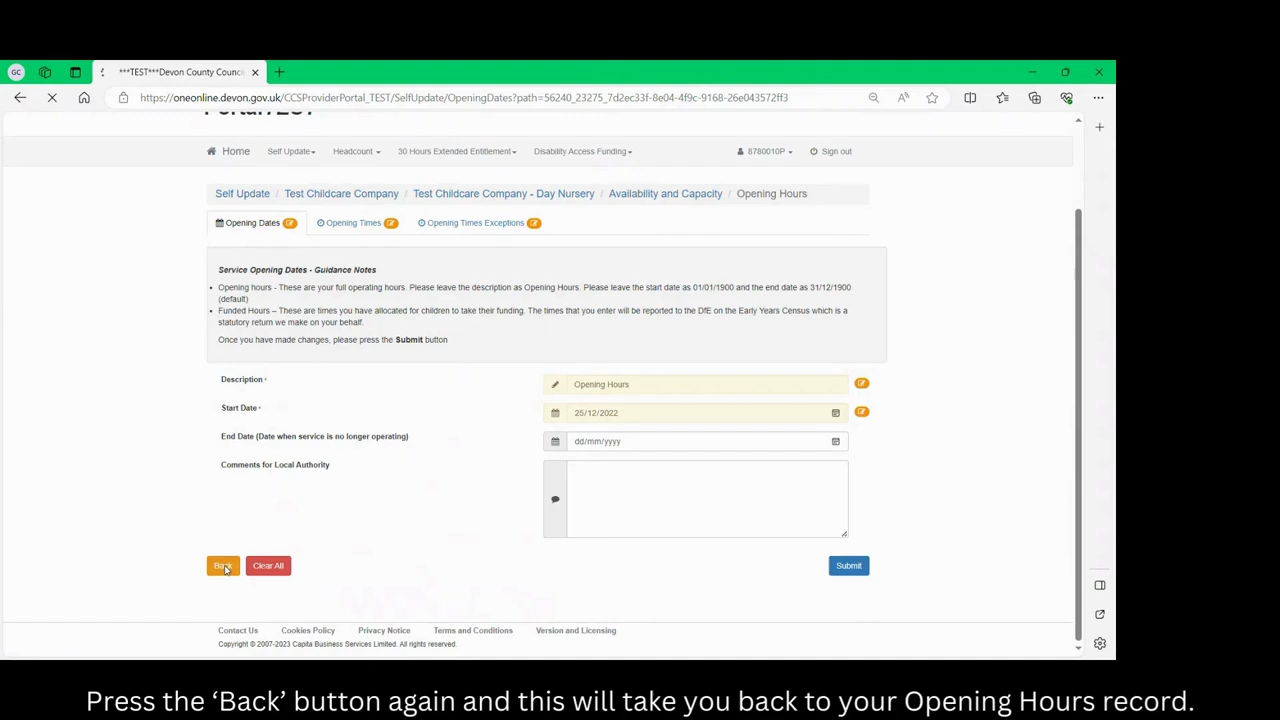 GC
***TEST***Devon County Counci
https://oneonline.devon.gov.uk/CCSProviderPortal_TEST/SelfUpdate/OpeningDates?path=56240_23275_7d2ec33f-8e04-4f9c-9168-26e043572ff3
Home Self Update Headcount 30 Hours Extended Entitlement Disability Access Funding 8780010P Sign out
Self Update / Test Childcare Company / Test Childcare Company - Day Nursery / Availability and Capacity / Opening Hours
Opening Dates Opening Times Opening Times Exceptions
Service Opening Dates - Guidance Notes
Opening hours - These are your full operating hours. Please leave the description as Opening Hours. Please leave the start date as 01/01/1900 and the end date as 31/12/1900
(default)
Funded Hours – These are times you have allocated for children to take their funding. The times that you enter will be reported to the DfE on the Early Years Census which is a
statutory return we make on your behalf.
Once you have made changes, please press the Submit button
Description * Opening Hours
Start Date * 25/12/2022
End Date (Date when service is no longer operating) dd/mm/yyyy
Comments for Local Authority
Back Clear All Submit
Contact Us Cookies Policy Privacy Notice Terms and Conditions Version and Licensing
Copyright © 2007-2023 Capita Business Services Limited. All rights reserved.
Press the ‘Back’ button again and this will take you back to your Opening Hours record.